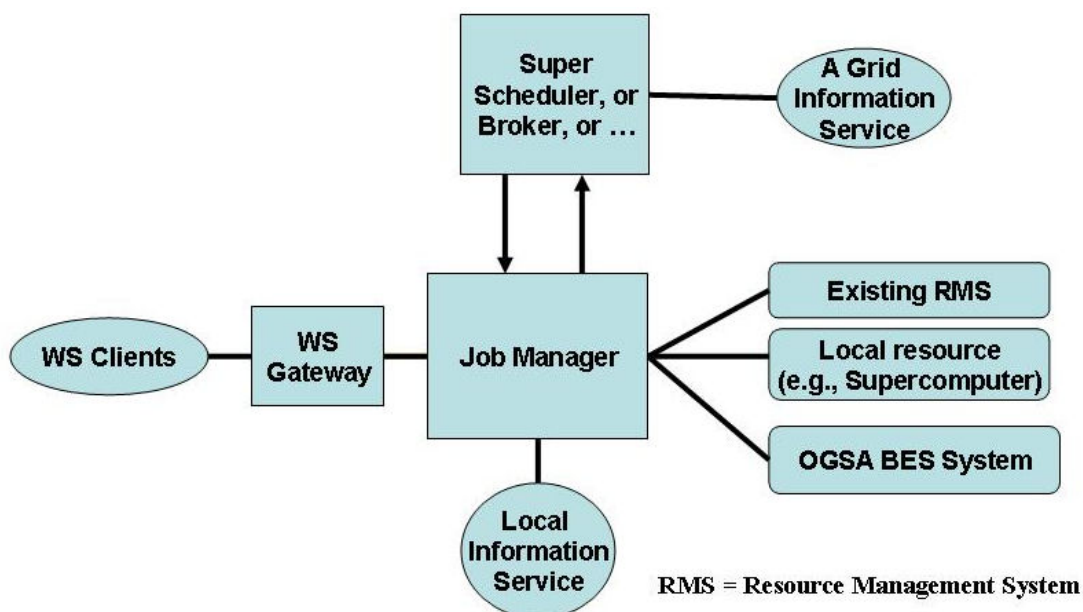 Super
Scheduler, or
Broker, or …
A Grid
Information
Service
Existing RMS
WS Clients
WS
Gateway
Job Manager
Local resource
(e.g., Supercomputer)
OGSA BES System
Local
Information
Service
RMS = Resource Management System